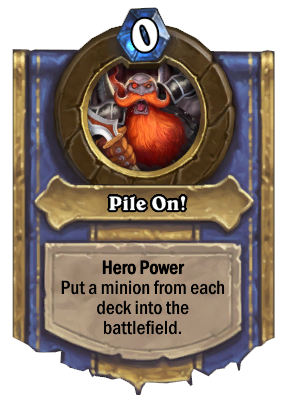 0
Pile On!
Hero Power
Put a minion from each
deck into the
battlefield.